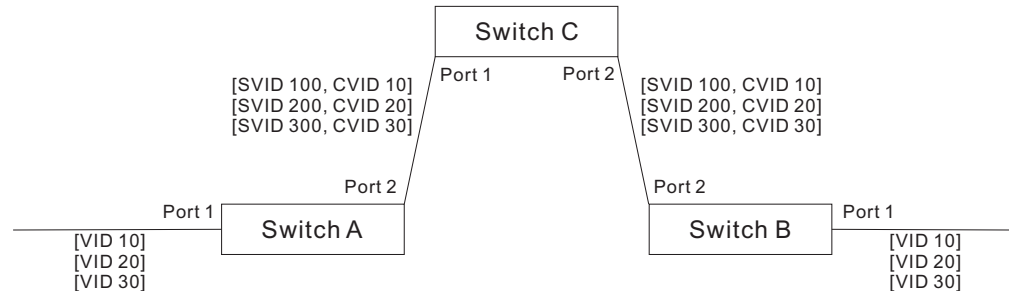 Switch C
Port 1
Port 2
[SVID 100, CVID 10]
[SVID 200, CVID 20]
[SVID 300, CVID 30]
[SVID 100, CVID 10]
[SVID 200, CVID 20]
[SVID 300, CVID 30]
Port 2
Port 2
Port 1
Switch A
Switch B
Port 1
[VID 10]
[VID 20]
[VID 30]
[VID 10]
[VID 20]
[VID 30]